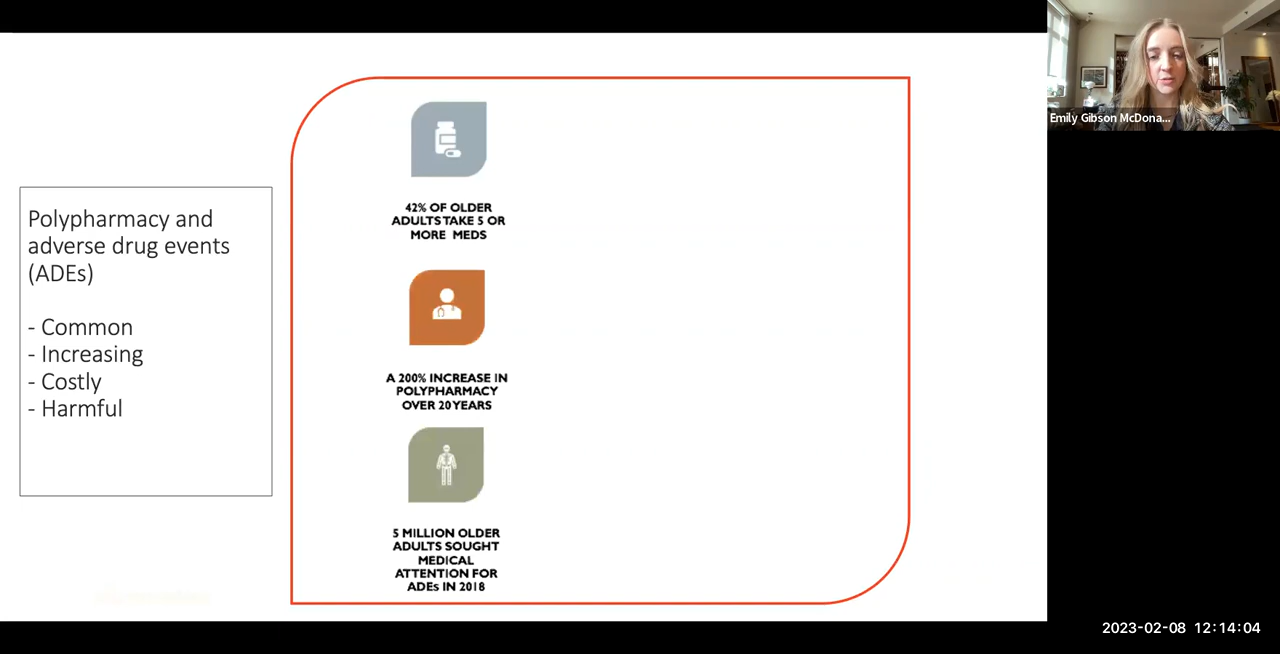 Polypharmacy and
adverse drug events
(ADEs)
- Common
- Increasing
- Costly
- Harmful
42% OF OLDER
ADULTS TAKE 5 OR
MORE MEDS
A 200% INCREASE IN
POLYPHARMACY
OVER 20 YEARS
5 MILLION OLDER
ADULTS SOUGHT
MEDICAL
ATTENTION FOR
ADEs IN 2018
Emily Gibson McDona...
2023-02-08 12:14:04